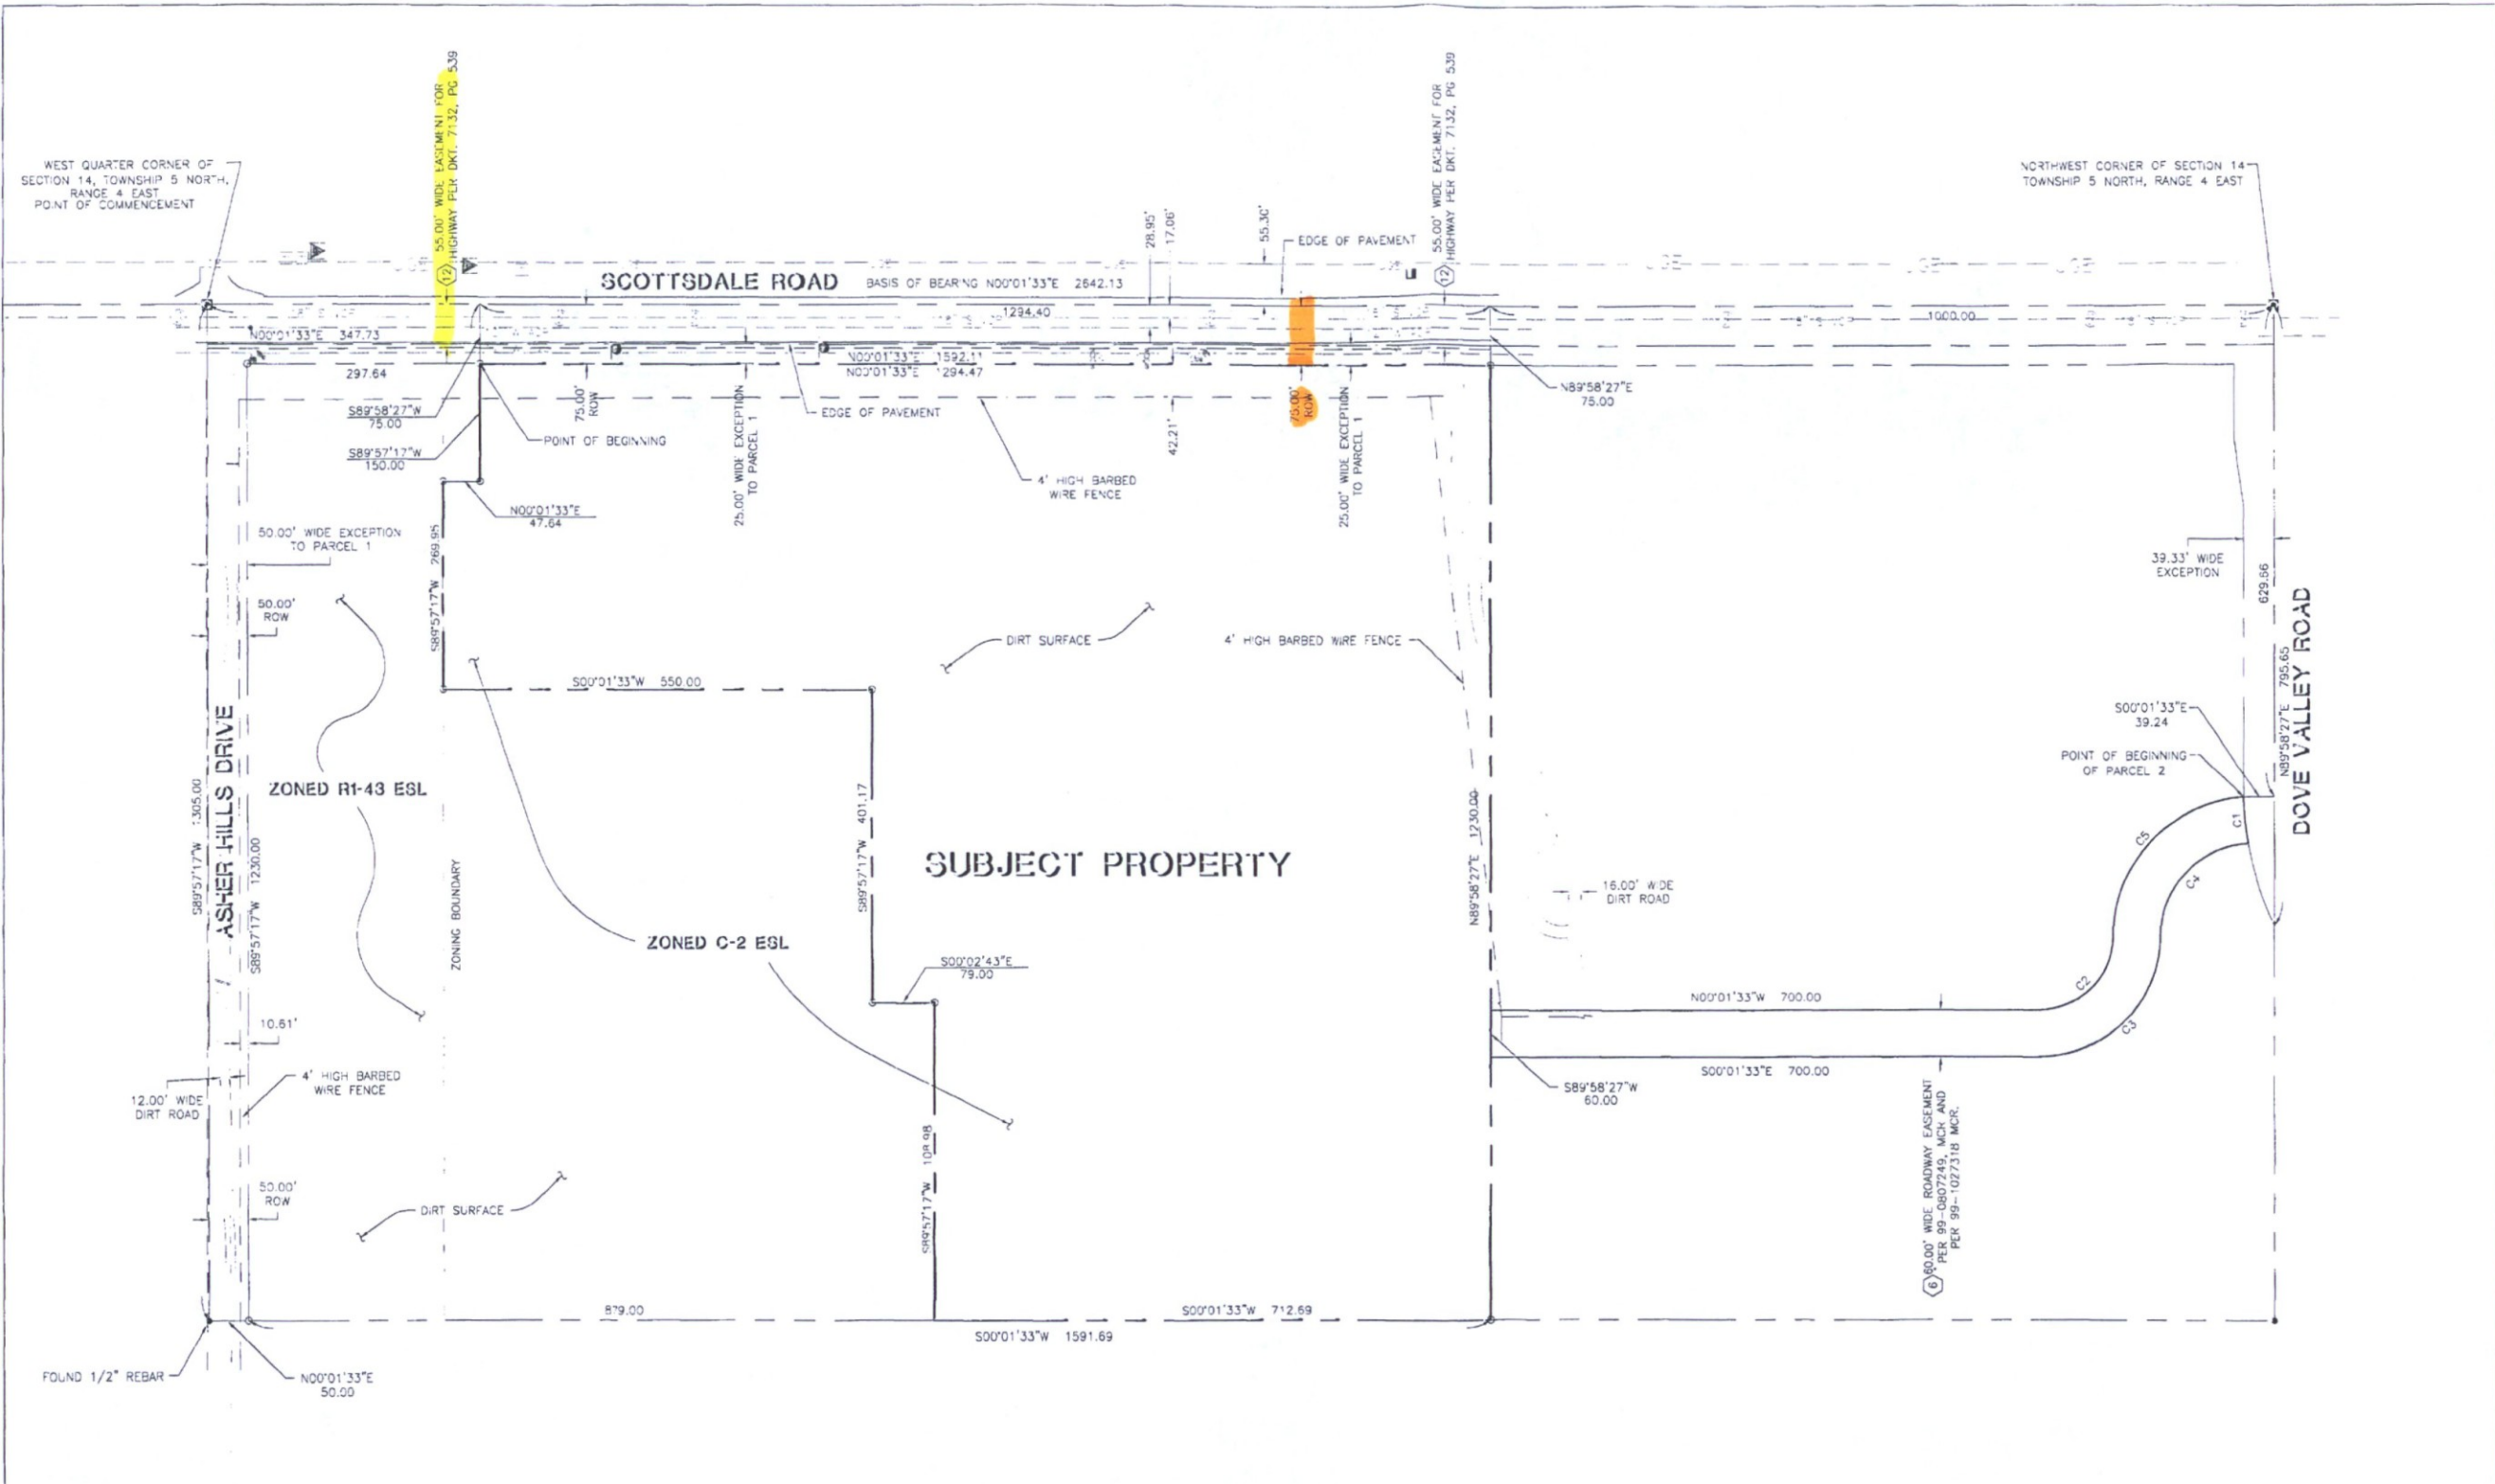 WEST QUARTER CORNER OF
SECTION 14, TOWNSHIP 5 NORTH,
RANGE 4 EAST
POINT OF COMMENCEMENT
55.00' WIDE EASEMENT FOR
HIGHWAY PER DKT. 7132, PG 539
12
28.95'
17.06'
55.30'
EDGE OF PAVEMENT
55.00' WIDE EASEMENT FOR
HIGHWAY PER DKT. 7132, PG 539
12
NORTHWEST CORNER OF SECTION 14
TOWNSHIP 5 NORTH, RANGE 4 EAST
SCOTTSDALE ROAD
BASIS OF BEARING N00°01'33"E 2642.13
1294.40
1000.00
N00°01'33"E 347.73
N00°01'33"E 1592.11
N00°01'33"E 1294.47
297.64
S89°58'27"W
75.00
S89°57'17"W
150.00
POINT OF BEGINNING
75.00'
ROW
25.00' WIDE EXCEPTION
TO PARCEL 1
EDGE OF PAVEMENT
42.21'
75.00'
ROW
25.00' WIDE EXCEPTION
TO PARCEL 1
N89°58'27"E
75.00
4' HIGH BARBED
WIRE FENCE
N00°01'33"E
47.64
50.00' WIDE EXCEPTION
TO PARCEL 1
S89°57'17"W 269.95
39.33' WIDE
EXCEPTION
629.66
50.00'
ROW
DIRT SURFACE
4' HIGH BARBED WIRE FENCE
S00°01'33"W 550.00
DOVE VALLEY ROAD
N89°58'27"E 795.65
S00°01'33"E
39.24
POINT OF BEGINNING
OF PARCEL 2
ASHER HILLS DRIVE
S89°57'17"W 1305.00
S89°57'17"W 1230.00
ZONED R1-43 ESL
ZONING BOUNDARY
S89°57'17"W 401.17
SUBJECT PROPERTY
N89°58'27"E 1230.00
16.00' WIDE
DIRT ROAD
C1
C5
C4
C2
C3
ZONED C-2 ESL
S00°02'43"E
79.00
N00°01'33"W 700.00
S00°01'33"E 700.00
10.61'
4' HIGH BARBED
WIRE FENCE
12.00' WIDE
DIRT ROAD
S89°58'27"W
60.00
6
60.00' WIDE ROADWAY EASEMENT
PER 99-0807249, MCR AND
PER 99-1027318 MCR.
S89°57'17"W 108.98
50.00'
ROW
DIRT SURFACE
879.00
S00°01'33"W 712.69
S00°01'33"W 1591.69
FOUND 1/2" REBAR
N00°01'33"E
50.00